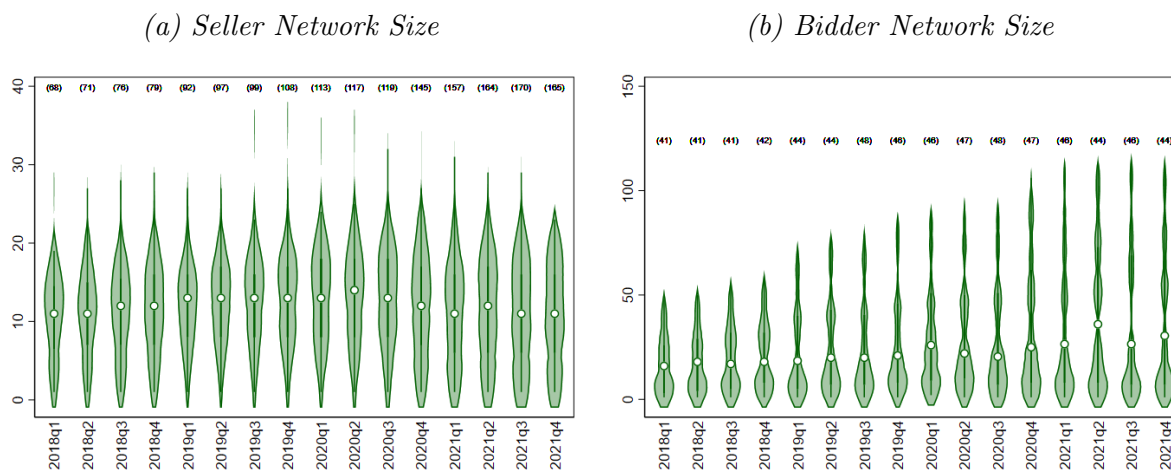 (a) Seller Network Size
(b) Bidder Network Size
40
30
20
10
0
(68) (71) (76) (79) (92) (97) (99) (108) (113) (117) (119) (145) (157) (164) (170) (165)
2018q1 2018q2 2018q3 2018q4 2019q1 2019q2 2019q3 2019q4 2020q1 2020q2 2020q3 2020q4 2021q1 2021q2 2021q3 2021q4
150
100
50
0
(41) (41) (41) (42) (44) (44) (48) (46) (46) (47) (48) (47) (46) (44) (46) (44)
2018q1 2018q2 2018q3 2018q4 2019q1 2019q2 2019q3 2019q4 2020q1 2020q2 2020q3 2020q4 2021q1 2021q2 2021q3 2021q4